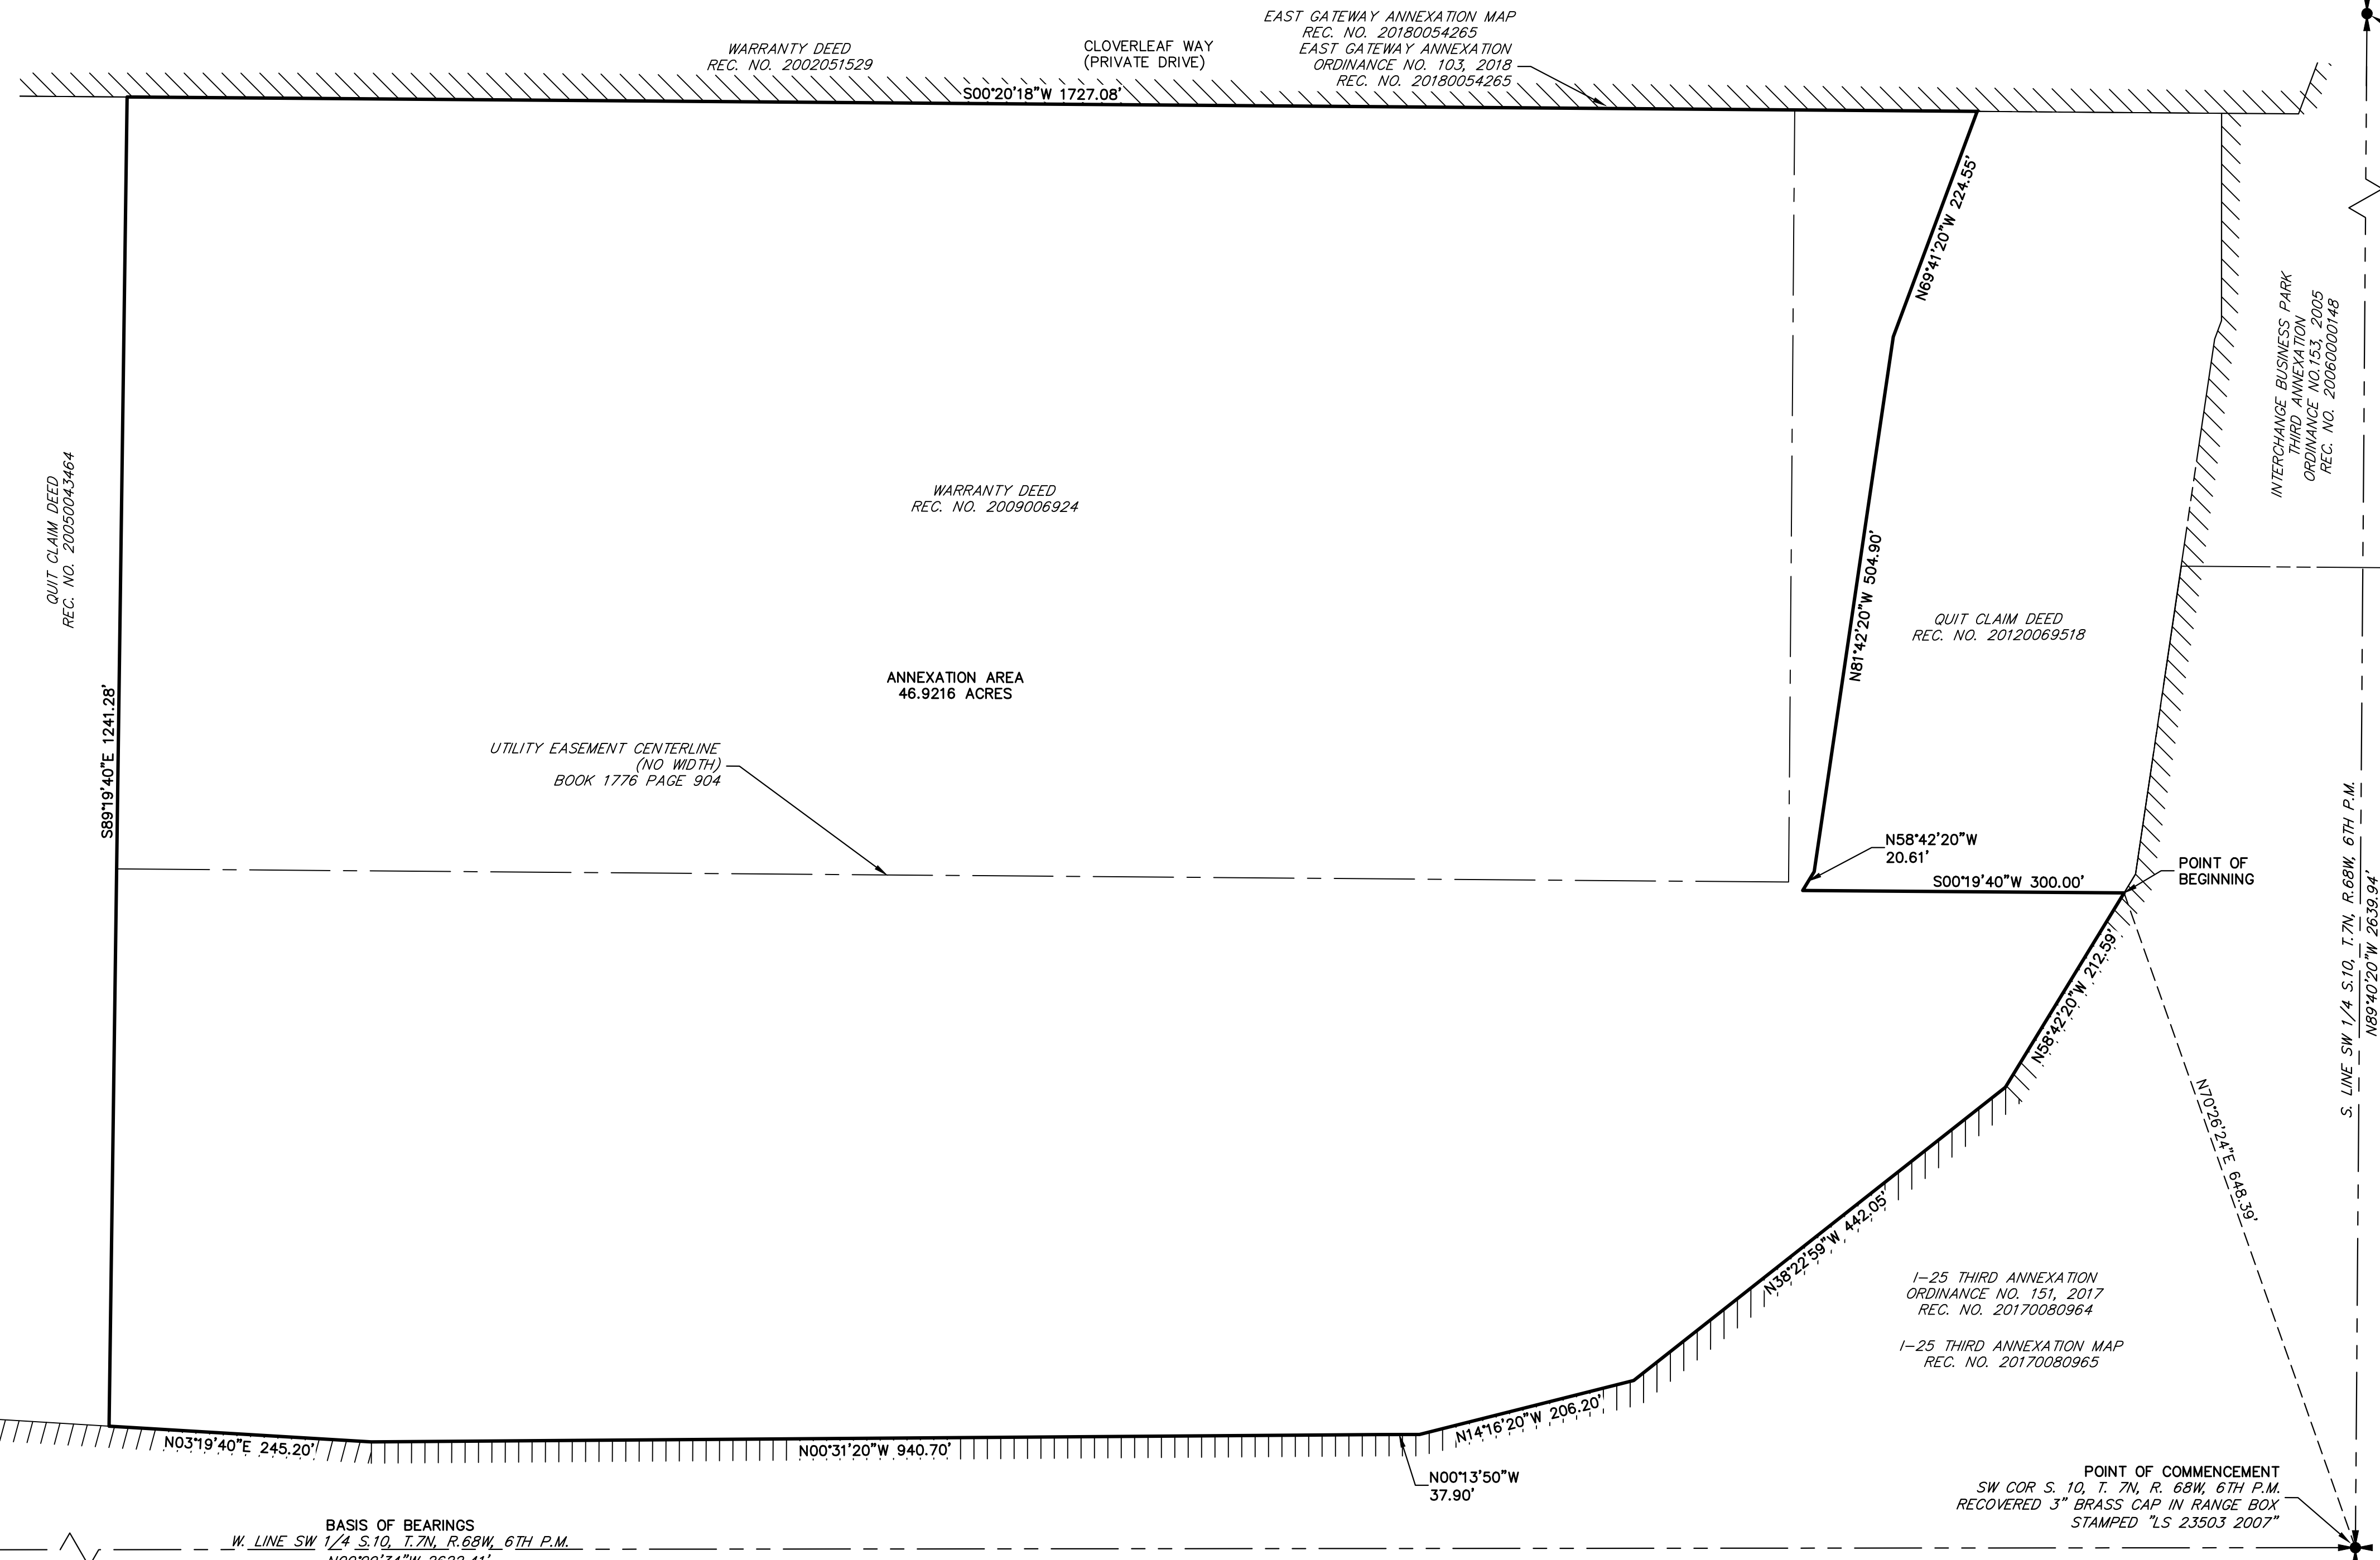 EAST GATEWAY ANNEXATION MAP
REC. NO. 20180054265
EAST GATEWAY ANNEXATION
ORDINANCE NO. 103, 2018
REC. NO. 20180054265
WARRANTY DEED
REC. NO. 2002051529
CLOVERLEAF WAY
(PRIVATE DRIVE)
S00°20'18"W 1727.08'
N69°41'20"W 224.55'
INTERCHANGE BUSINESS PARK
THIRD ANNEXATION
ORDINANCE NO.153, 2005
REC. NO. 20060000148
QUIT CLAIM DEED
REC. NO. 20050043464
WARRANTY DEED
REC. NO. 2009006924
N81°42'20"W 504.90'
QUIT CLAIM DEED
REC. NO. 20120069518
ANNEXATION AREA
46.9216 ACRES
S89°19'40"E 1241.28'
UTILITY EASEMENT CENTERLINE
(NO WIDTH)
BOOK 1776 PAGE 904
N58°42'20"W
20.61'
S00°19'40"W 300.00'
POINT OF
BEGINNING
S. LINE SW 1/4 S.10, T.7N, R.68W, 6TH P.M.
N89°40'20"W 2639.94'
N58°42'20"W 212.59'
N70°26'24"E 648.39'
N38°22'59"W 442.05'
I-25 THIRD ANNEXATION
ORDINANCE NO. 151, 2017
REC. NO. 20170080964
I-25 THIRD ANNEXATION MAP
REC. NO. 20170080965
N14°16'20"W 206.20'
N03°19'40"E 245.20'
N00°31'20"W 940.70'
N00°13'50"W
37.90'
POINT OF COMMENCEMENT
SW COR S. 10, T. 7N, R. 68W, 6TH P.M.
RECOVERED 3" BRASS CAP IN RANGE BOX
STAMPED "LS 23503 2007"
BASIS OF BEARINGS
W. LINE SW 1/4 S.10, T.7N, R.68W, 6TH P.M.